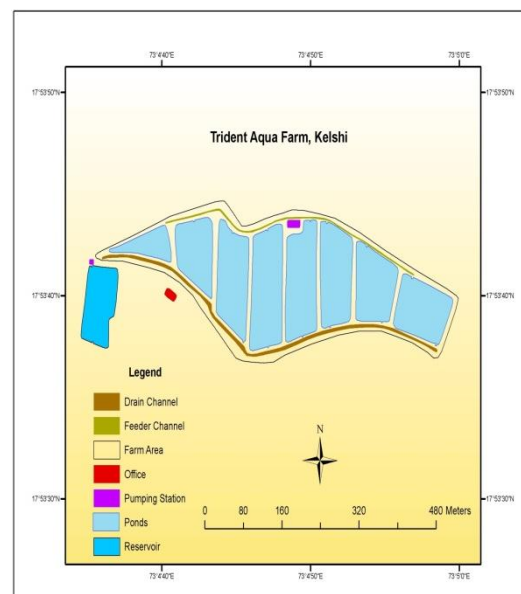 73°4'40"E 73°4'50"E 73°5'0"E
17°53'50"N 17°53'50"N
Trident Aqua Farm, Kelshi
17°53'40"N 17°53'40"N
Legend
Drain Channel
Feeder Channel
Farm Area
Office
Pumping Station
Ponds
Reservoir
N
17°53'30"N 17°53'30"N
0 80 160 320 480 Meters
73°4'40"E 73°4'50"E 73°5'0"E